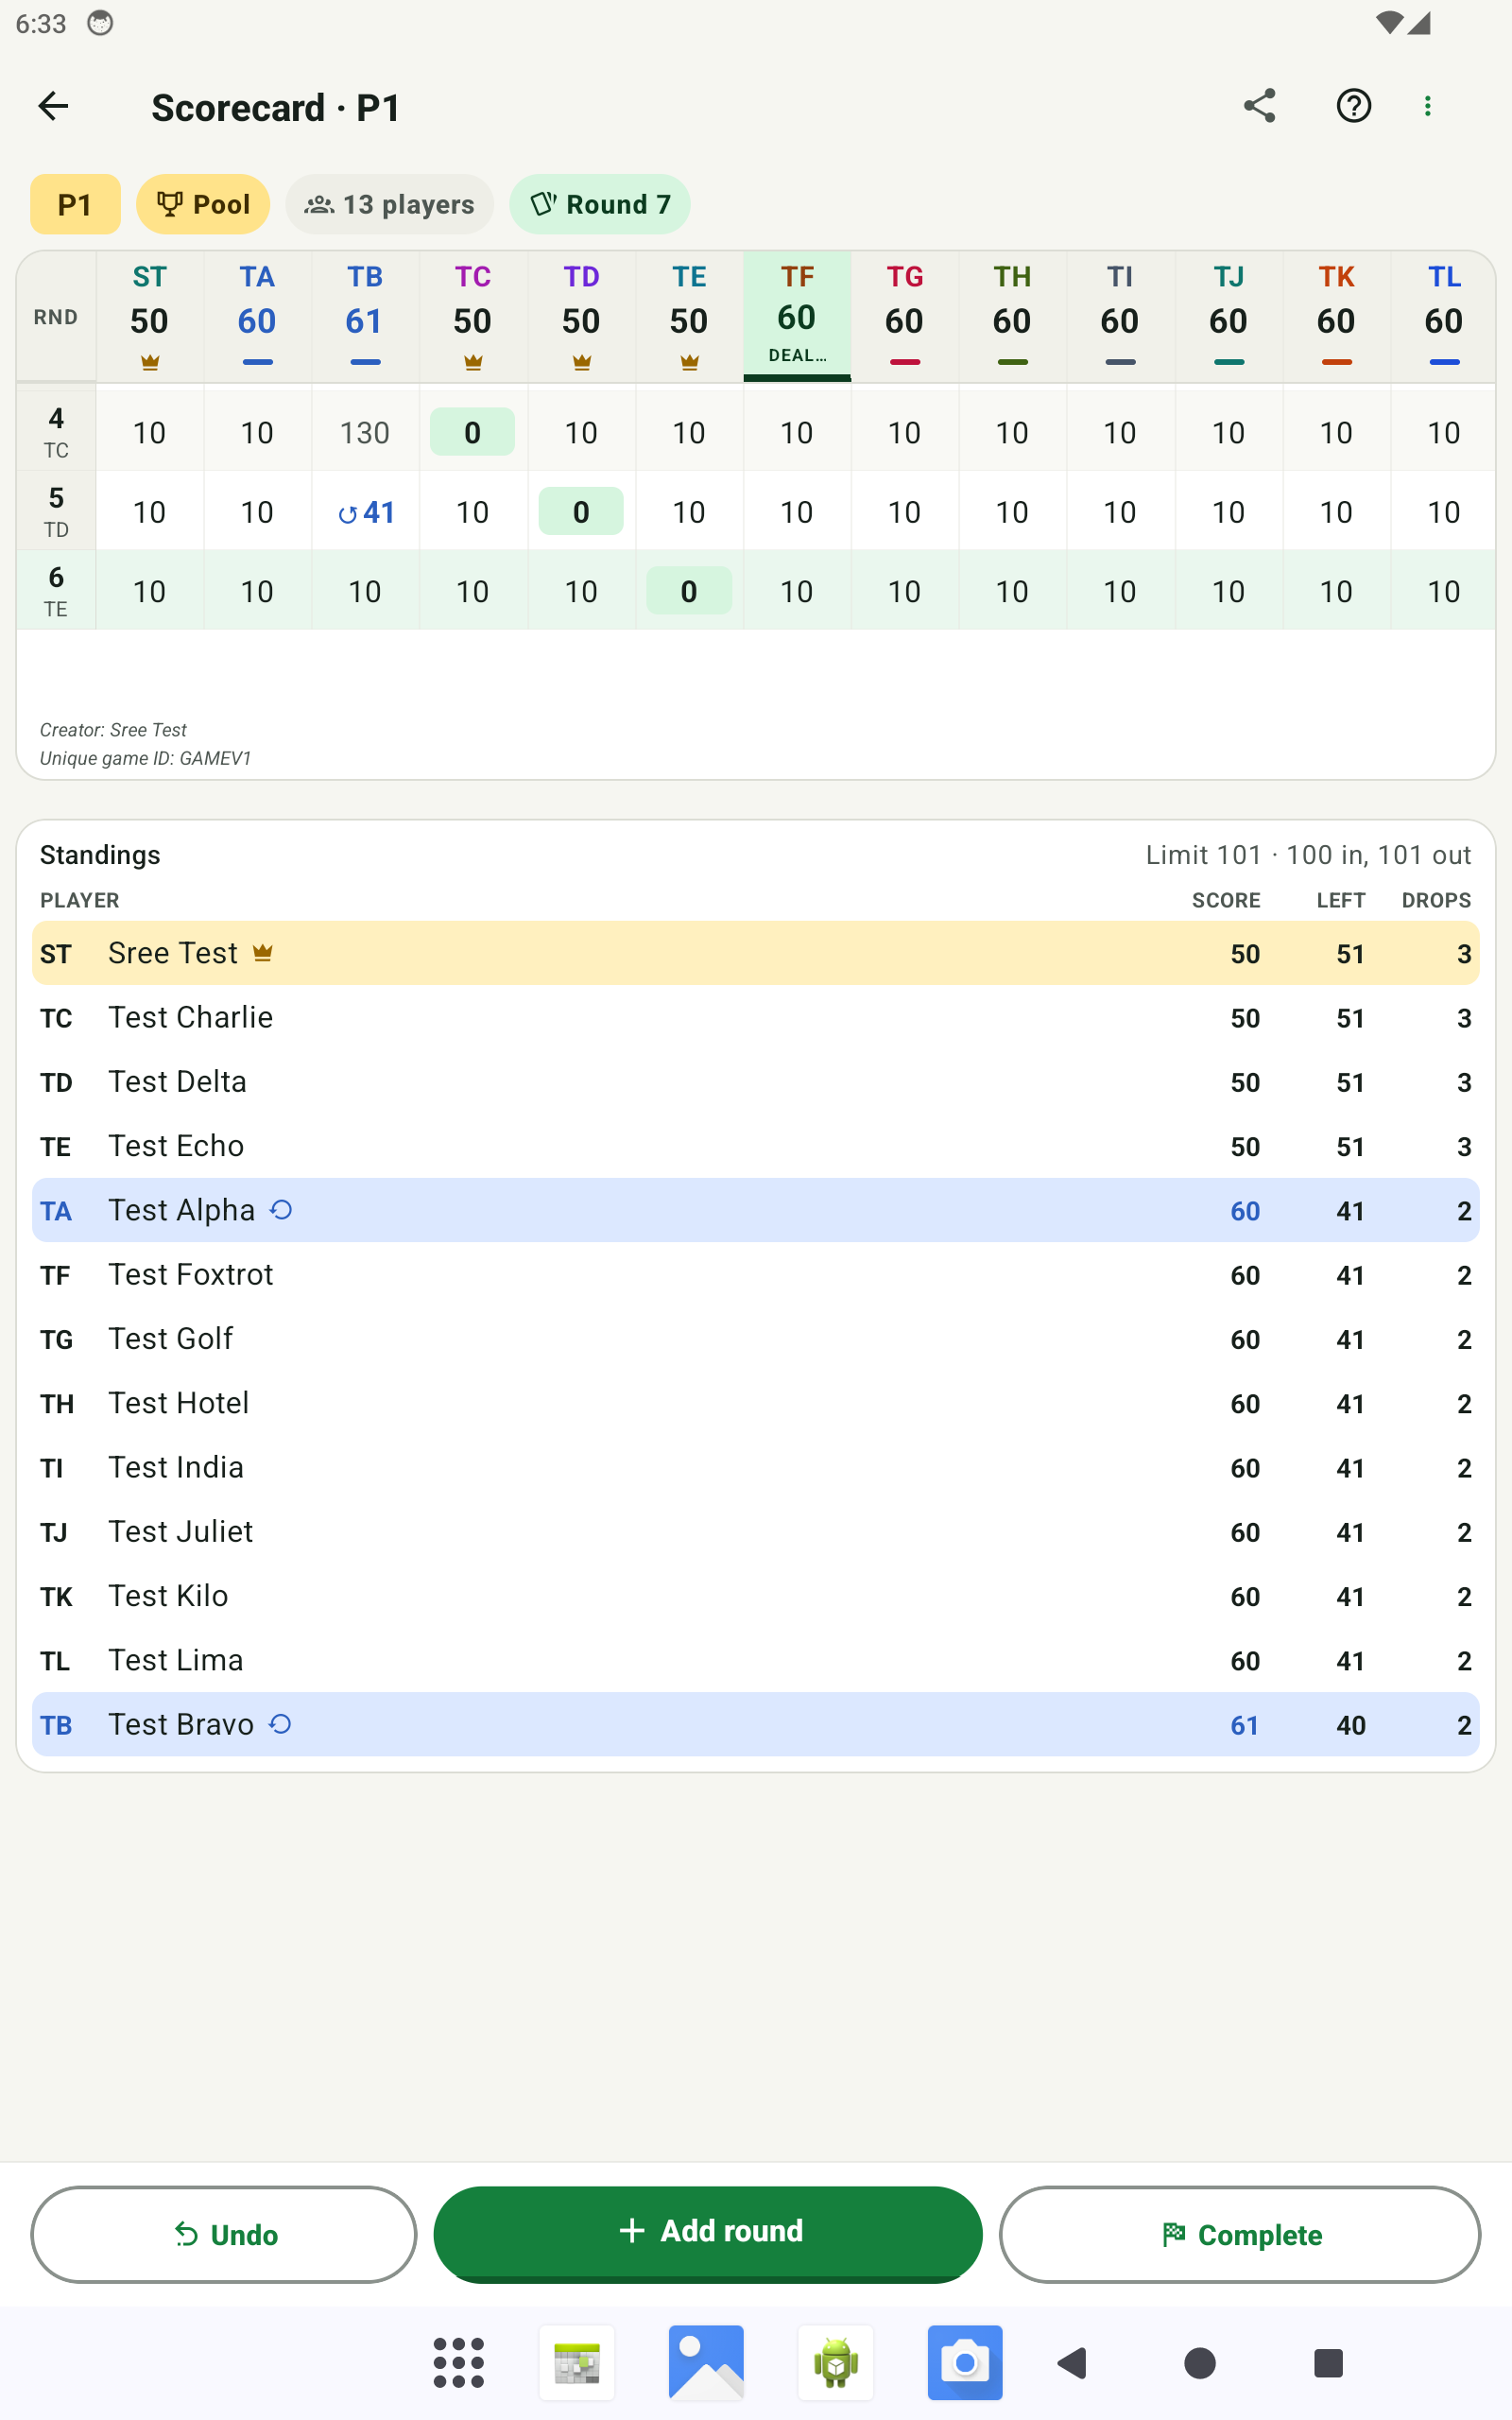 6:33
Scorecard · P1
P1 Pool 13 players Round 7
RND ST TA TB TC TD TE TF TG TH TI TJ TK TL
50 60 61 50 50 50 60 60 60 60 60 60 60
DEAL...
4 TC 10 10 130 0 10 10 10 10 10 10 10 10 10
5 TD 10 10 41 10 0 10 10 10 10 10 10 10 10
6 TE 10 10 10 10 10 0 10 10 10 10 10 10 10
Creator: Sree Test
Unique game ID: GAMEV1
Standings Limit 101 · 100 in, 101 out
PLAYER SCORE LEFT DROPS
ST Sree Test 50 51 3
TC Test Charlie 50 51 3
TD Test Delta 50 51 3
TE Test Echo 50 51 3
TA Test Alpha 60 41 2
TF Test Foxtrot 60 41 2
TG Test Golf 60 41 2
TH Test Hotel 60 41 2
TI Test India 60 41 2
TJ Test Juliet 60 41 2
TK Test Kilo 60 41 2
TL Test Lima 60 41 2
TB Test Bravo 61 40 2
Undo + Add round Complete